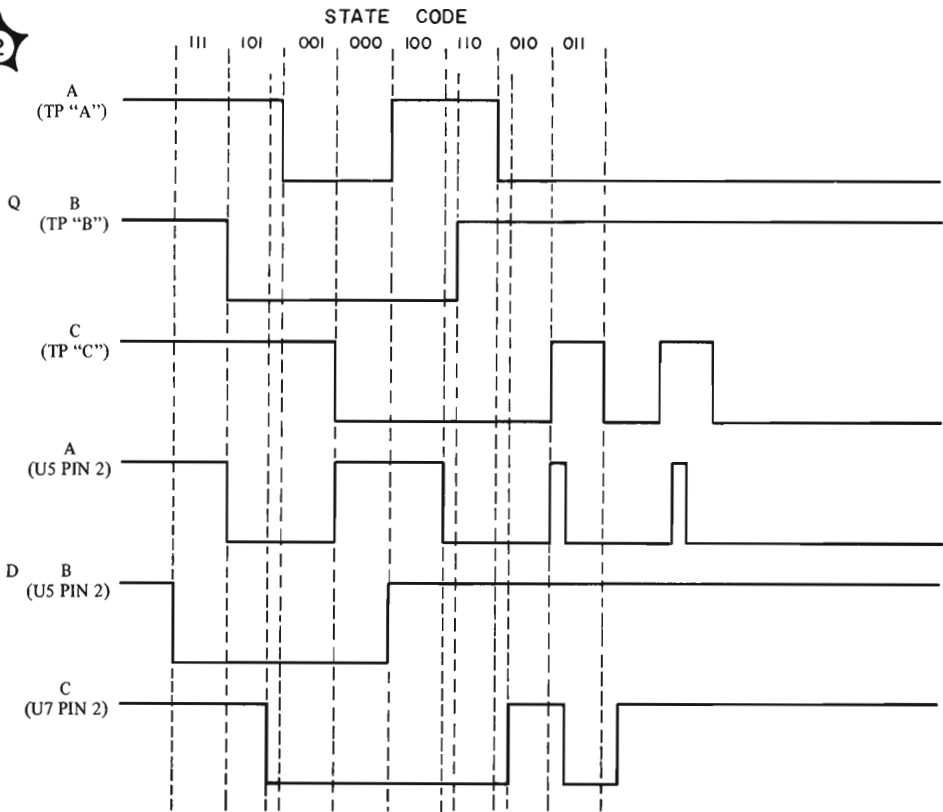 STATE CODE
2
111 101 001 000 100 110 010 011
A
(TP "A")
Q B
(TP "B")
C
(TP "C")
A
(U5 PIN 2)
D B
(U5 PIN 2)
C
(U7 PIN 2)